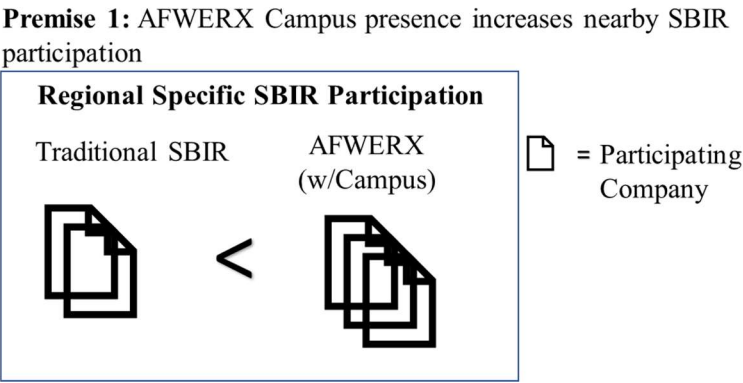 Premise 1: AFWERX Campus presence increases nearby SBIR
participation
Regional Specific SBIR Participation
Traditional SBIR
AFWERX
(w/Campus)
<
= Participating
Company